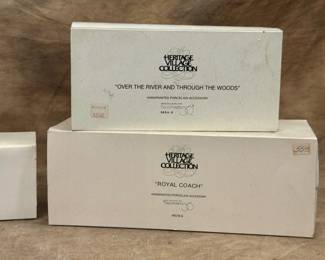 HERITAGE
VILLAGE
COLLECTION
"OVER THE RIVER AND THROUGH THE WOODS"
HANDPAINTED PORCELAIN ACCESSORY
HERITAGE
VILLAGE
COLLECTION
"ROYAL COACH"
HANDPAINTED PORCELAIN ACCESSORY